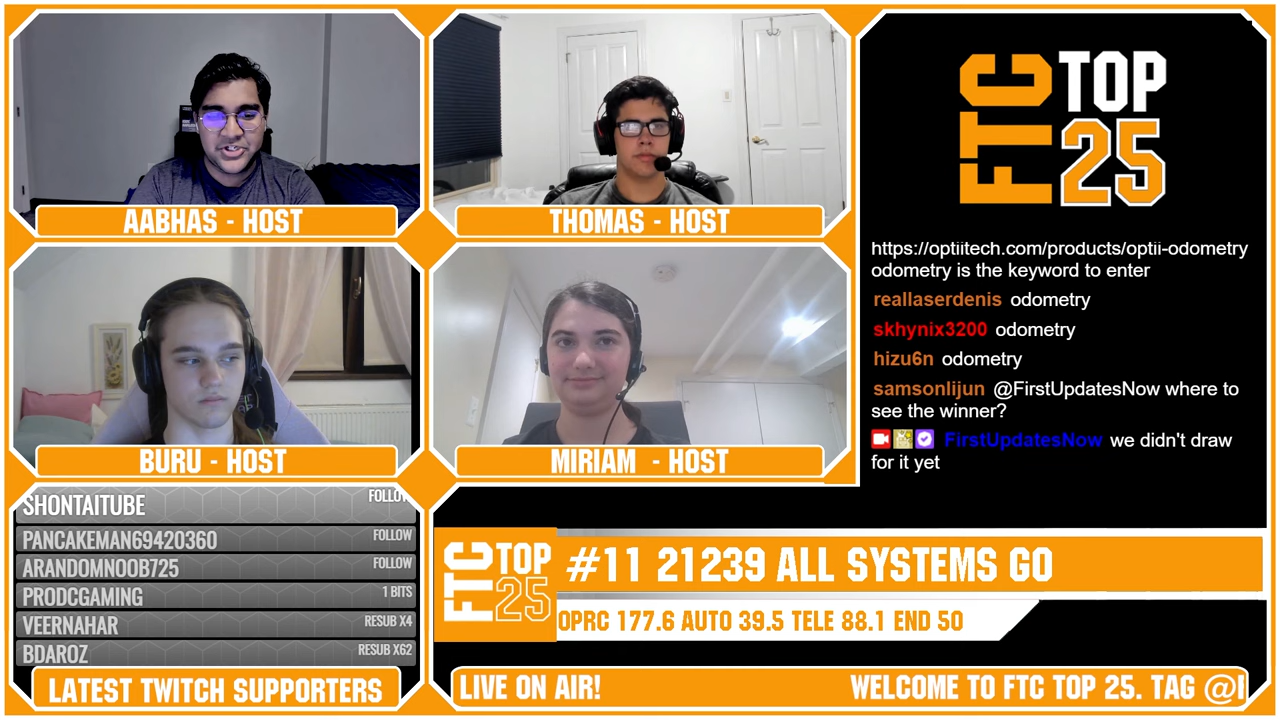 AABHAS - HOST
THOMAS - HOST
BURU - HOST
MIRIAM - HOST
FTC TOP 25
https://optiitech.com/products/optii-odometry
odometry is the keyword to enter
reallaserdenis odometry
skhynix3200 odometry
hizu6n odometry
samsonlijun @FirstUpdatesNow where to
see the winner?
FirstUpdatesNow we didn't draw
for it yet
SHONTAITUBE FOLLOW
PANCAKEMAN69420360 FOLLOW
ARANDOMNOOB725 FOLLOW
PRODCGAMING 1 BITS
VEERNAHAR RESUB X4
BDAROZ RESUB X62
LATEST TWITCH SUPPORTERS
FTC TOP 25
#11 21239 ALL SYSTEMS GO
OPRC 177.6 AUTO 39.5 TELE 88.1 END 50
LIVE ON AIR!
WELCOME TO FTC TOP 25. TAG @